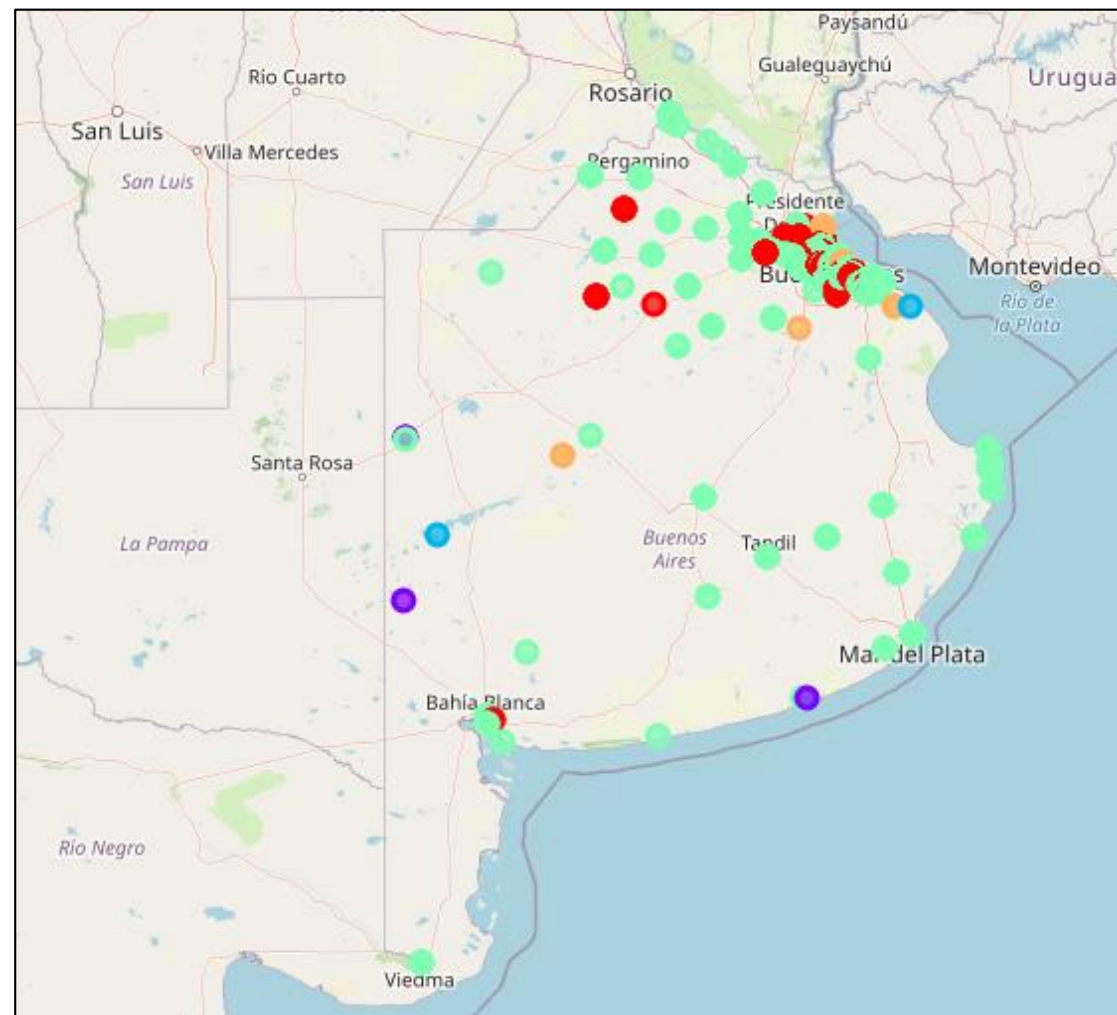 Paysandú
Gualeguaychú
Río Cuarto
Urugua
Rosario
San Luis
Villa Mercedes
Pergamino
San Luis
Presidente
Montevideo
Río de
la Plata
Santa Rosa
La Pampa
Buenos
Aires
Tandil
Mar del Plata
Bahía Blanca
Río Negro
Viedma